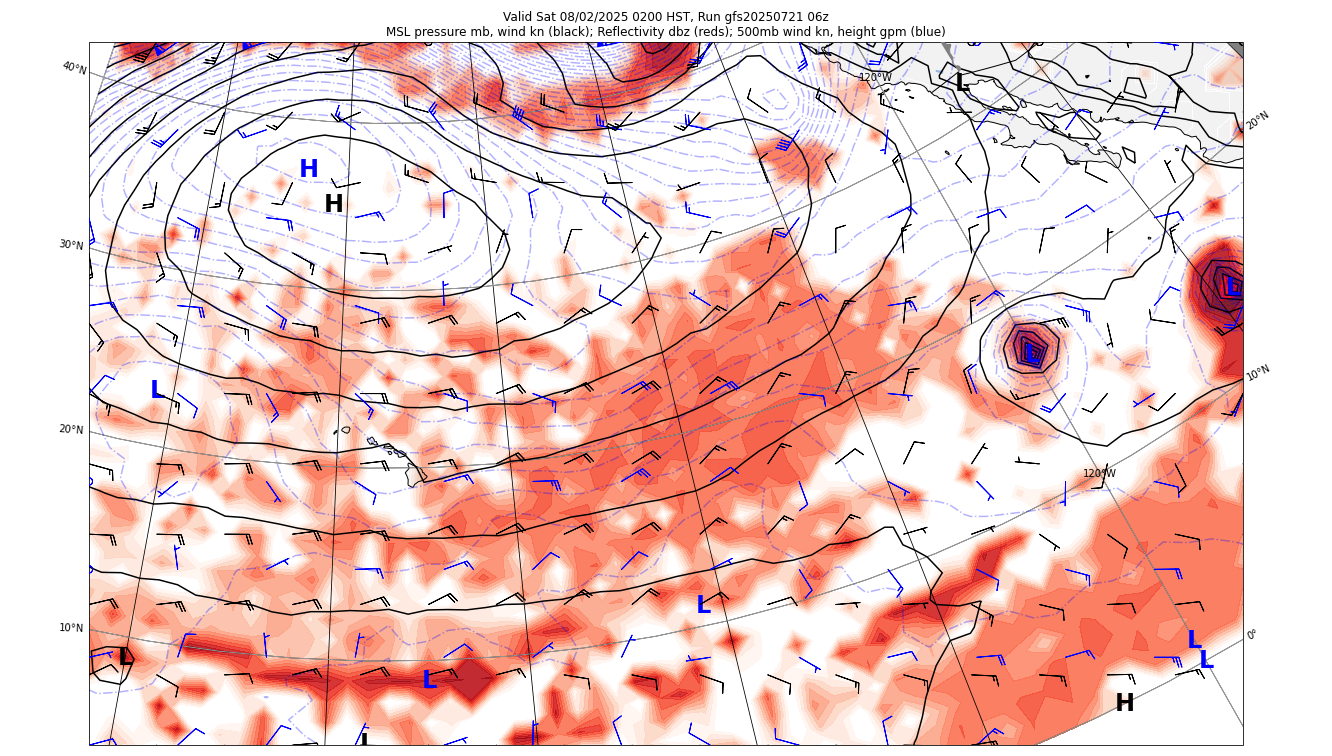 Valid Sat 08/02/2025 0200 HST, Run gfs20250721 06z
MSL pressure mb, wind kn (black); Reflectivity dbz (reds); 500mb wind kn, height gpm (blue)
40°N
120°W
L
20°N
H
H
30°N
L
L
10°N
L
20°N
120°W
L
10°N
0°
L
L
L
L
H
L